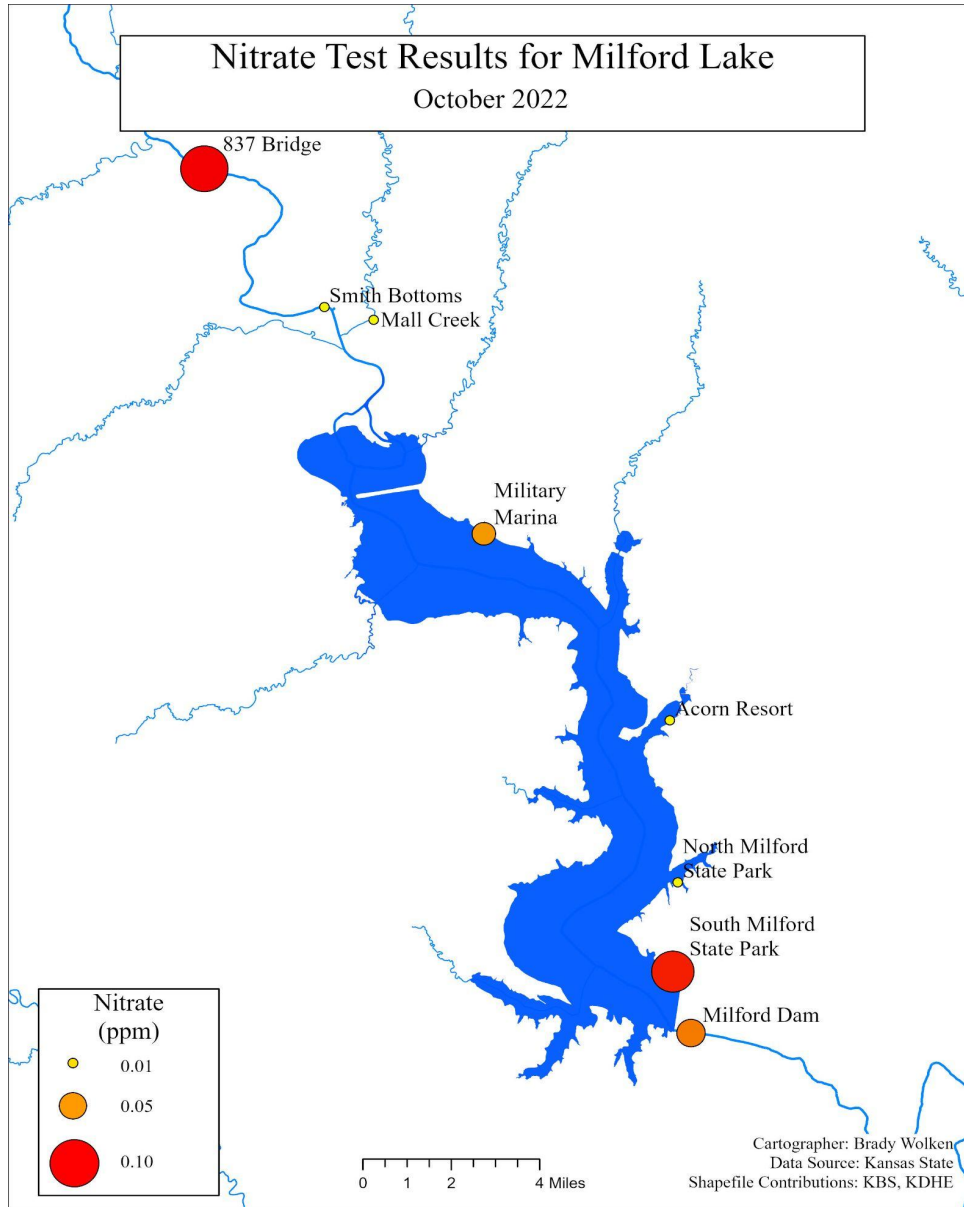 Nitrate Test Results for Milford Lake
October 2022
837 Bridge
Smith Bottoms
Mall Creek
Military
Marina
Acorn Resort
North Milford
State Park
South Milford
State Park
Milford Dam
Nitrate
(ppm)
0.01
0.05
0.10
0 1 2 4 Miles
Cartographer: Brady Wolken
Data Source: Kansas State
Shapefile Contributions: KBS, KDHE